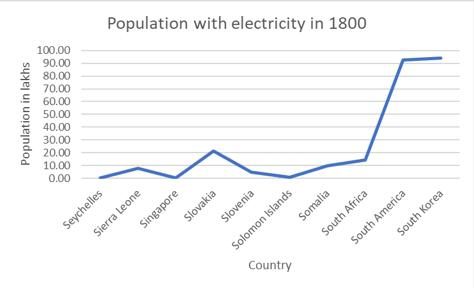 Population with electricity in 1800
Population in lakhs
100.00
90.00
80.00
70.00
60.00
50.00
40.00
30.00
20.00
10.00
0.00
Seychelles
Sierra Leone
Singapore
Slovakia
Slovenia
Solomon Islands
Somalia
South Africa
South America
South Korea
Country